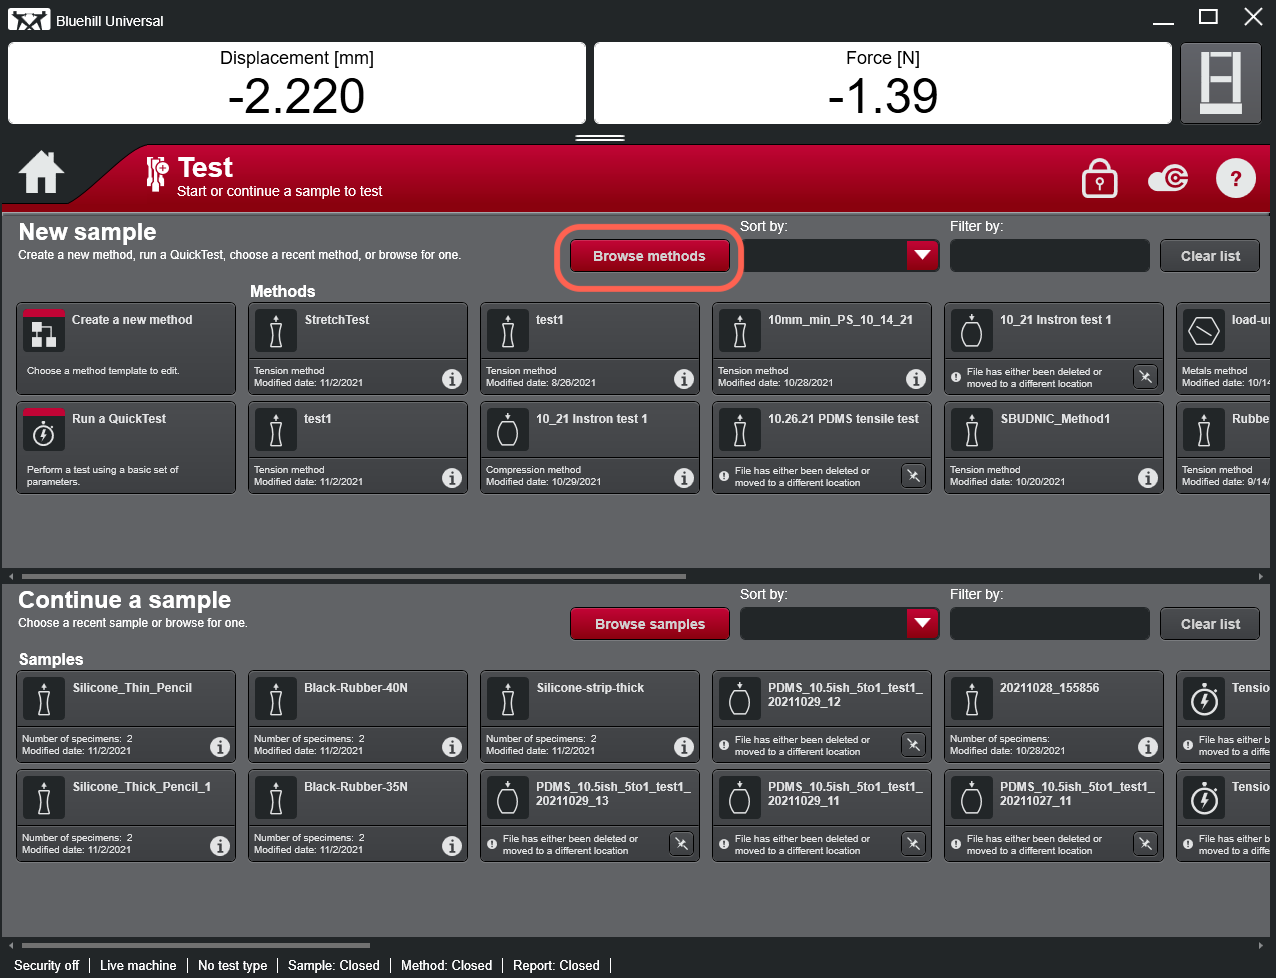 Bluehill Universal
Displacement [mm]
-2.220
Force [N]
-1.39
Test
Start or continue a sample to test
?
New sample
Create a new method, run a QuickTest, choose a recent method, or browse for one.
Browse methods
Sort by:
Filter by:
Clear list
Methods
Create a new method
Choose a method template to edit.
StretchTest
Tension method
Modified date: 11/2/2021
test1
Tension method
Modified date: 8/26/2021
10mm_min_PS_10_14_21
Tension method
Modified date: 10/28/2021
10_21 Instron test 1
File has either been deleted or
moved to a different location
load-u
Metals method
Modified date: 10/14
Run a QuickTest
Perform a test using a basic set of
parameters.
test1
Tension method
Modified date: 11/2/2021
10_21 Instron test 1
Compression method
Modified date: 10/29/2021
10.26.21 PDMS tensile test
File has either been deleted or
moved to a different location
SBUDNIC_Method1
Tension method
Modified date: 10/20/2021
Rubbe
Tension method
Modified date: 9/14/
Continue a sample
Choose a recent sample or browse for one.
Browse samples
Sort by:
Filter by:
Clear list
Samples
Silicone_Thin_Pencil
Number of specimens: 2
Modified date: 11/2/2021
Black-Rubber-40N
Number of specimens: 2
Modified date: 11/2/2021
Silicone-strip-thick
Number of specimens: 2
Modified date: 11/2/2021
PDMS_10.5ish_5to1_test1_
20211029_12
File has either been deleted or
moved to a different location
20211028_155856
Number of specimens:
Modified date: 10/28/2021
Tensio
File has either b
moved to a diffe
Silicone_Thick_Pencil_1
Number of specimens: 2
Modified date: 11/2/2021
Black-Rubber-35N
Number of specimens: 2
Modified date: 11/2/2021
PDMS_10.5ish_5to1_test1_
20211029_13
File has either been deleted or
moved to a different location
PDMS_10.5ish_5to1_test1_
20211029_11
File has either been deleted or
moved to a different location
PDMS_10.5ish_5to1_test1_
20211027_11
File has either been deleted or
moved to a different location
Tensio
File has either b
moved to a diffe
Security off | Live machine | No test type | Sample: Closed | Method: Closed | Report: Closed |